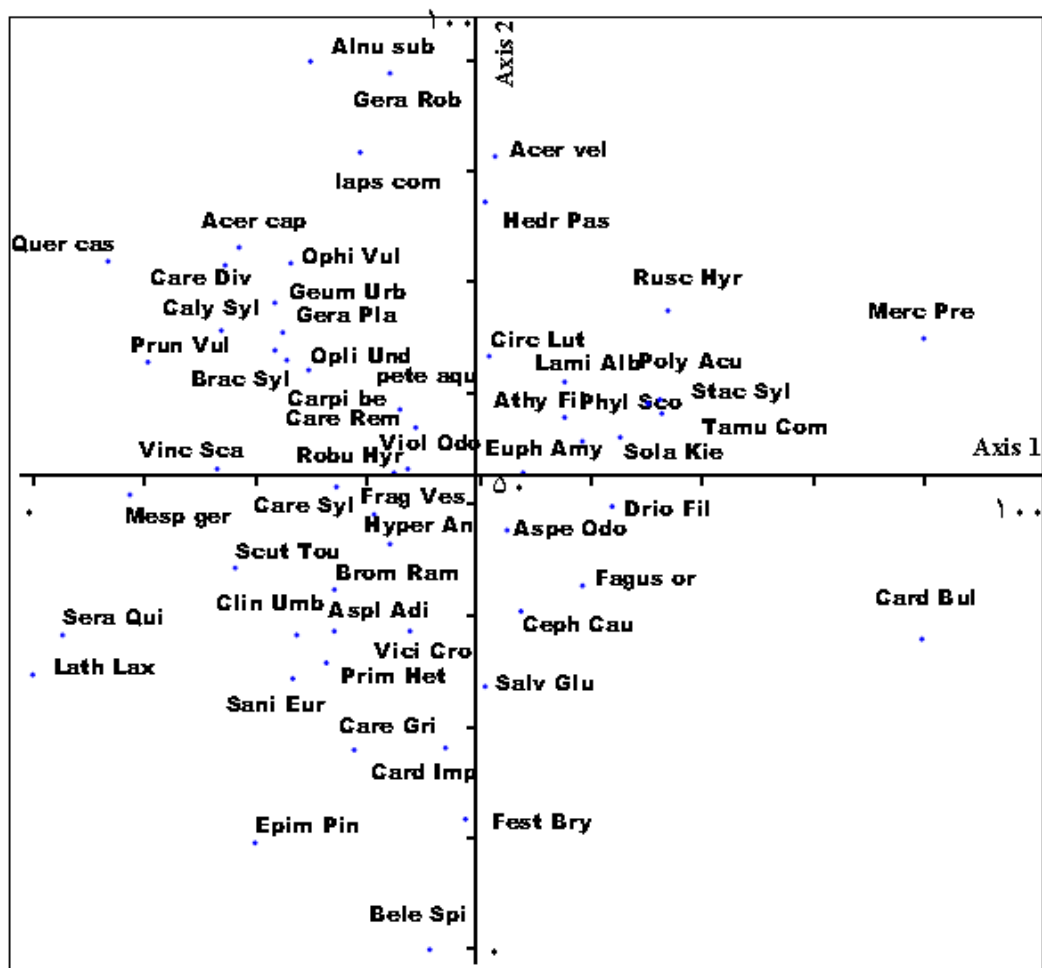 ۱۰۰
Axis 2
Alnu sub
Gera Rob
Acer vel
laps com
Hedr Pas
Acer cap
Quer cas
Ophi Vul
Care Div
Rusc Hyr
Geum Urb
Caly Syl
Gera Pla
Merc Pre
Prun Vul
Circ Lut
Opli Und
Lami Alb
Poly Acu
pete aqu
Brac Syl
Stac Syl
Carpi be
Athy Fi
Phyl Sco
Care Rem
Tamu Com
Viol Odo
Vinc Sca
Robu Hyr
Euph Amy
Sola Kie
Axis 1
۵۰
Frag Ves
Care Syl
Drio Fil
۱۰۰
۰
Mesp ger
Hyper An
Aspe Odo
Scut Tou
Brom Ram
Fagus or
Clin Umb
Aspl Adi
Card Bul
Sera Qui
Ceph Cau
Vici Cro
Lath Lax
Prim Het
Salv Glu
Sani Eur
Care Gri
Card Imp
Epim Pin
Fest Bry
Bele Spi
۰